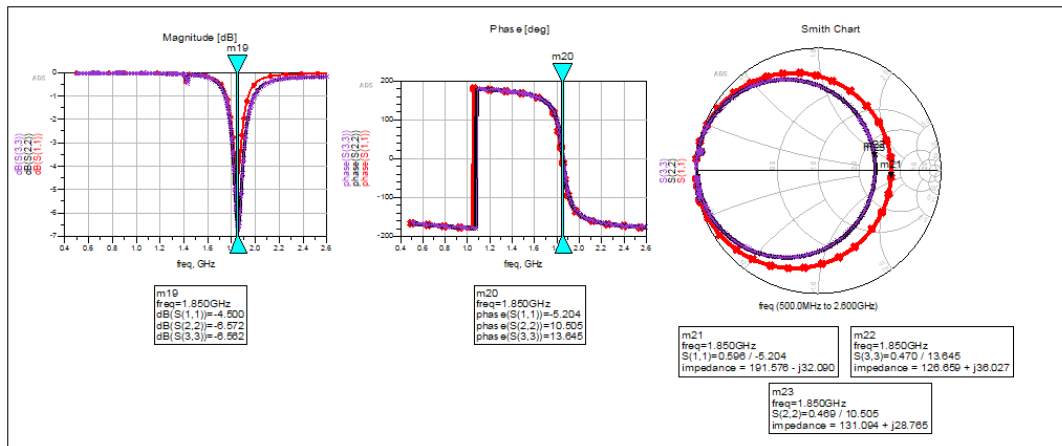 Magnitude [dB]
m19
ADS
dB(S(3,3))
dB(S(2,2))
dB(S(1,1))
0
-1
-2
-3
-4
-5
-6
-7
0.4 0.6 0.8 1.0 1.2 1.4 1.6 1.8 2.0 2.2 2.4 2.6
freq, GHz
m19
freq=1.850GHz
dB(S(1,1))=-4.500
dB(S(2,2))=-6.572
dB(S(3,3))=-6.562
Phase [deg]
m20
ADS
phase(S(3,3))
phase(S(2,2))
phase(S(1,1))
200
100
0
-100
-200
0.4 0.6 0.8 1.0 1.2 1.4 1.6 1.8 2.0 2.2 2.4 2.6
freq, GHz
m20
freq=1.850GHz
phase(S(1,1))=-5.204
phase(S(2,2))=10.505
phase(S(3,3))=13.645
Smith Chart
ADS
S(3,3)
S(2,2)
S(1,1)
m21
freq (500.0MHz to 2.600GHz)
m21
freq=1.850GHz
S(1,1)=0.596 / -5.204
impedance = 191.576 - j32.090
m22
freq=1.850GHz
S(3,3)=0.470 / 13.645
impedance = 126.659 + j36.027
m23
freq=1.850GHz
S(2,2)=0.469 / 10.505
impedance = 131.094 + j28.765